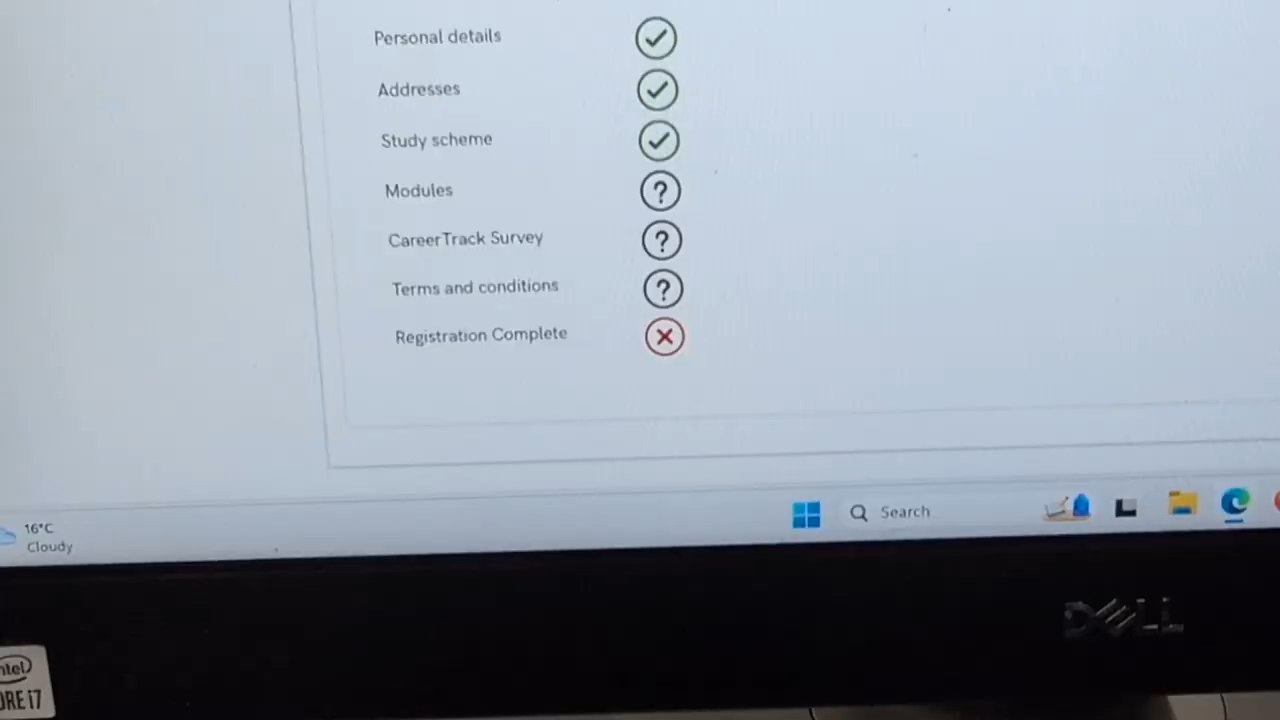 Personal details
Addresses
Study scheme
Modules
?
CareerTrack Survey
?
Terms and conditions
?
Registration Complete
16°C
Cloudy
Search
DELL
intel
CORE i7